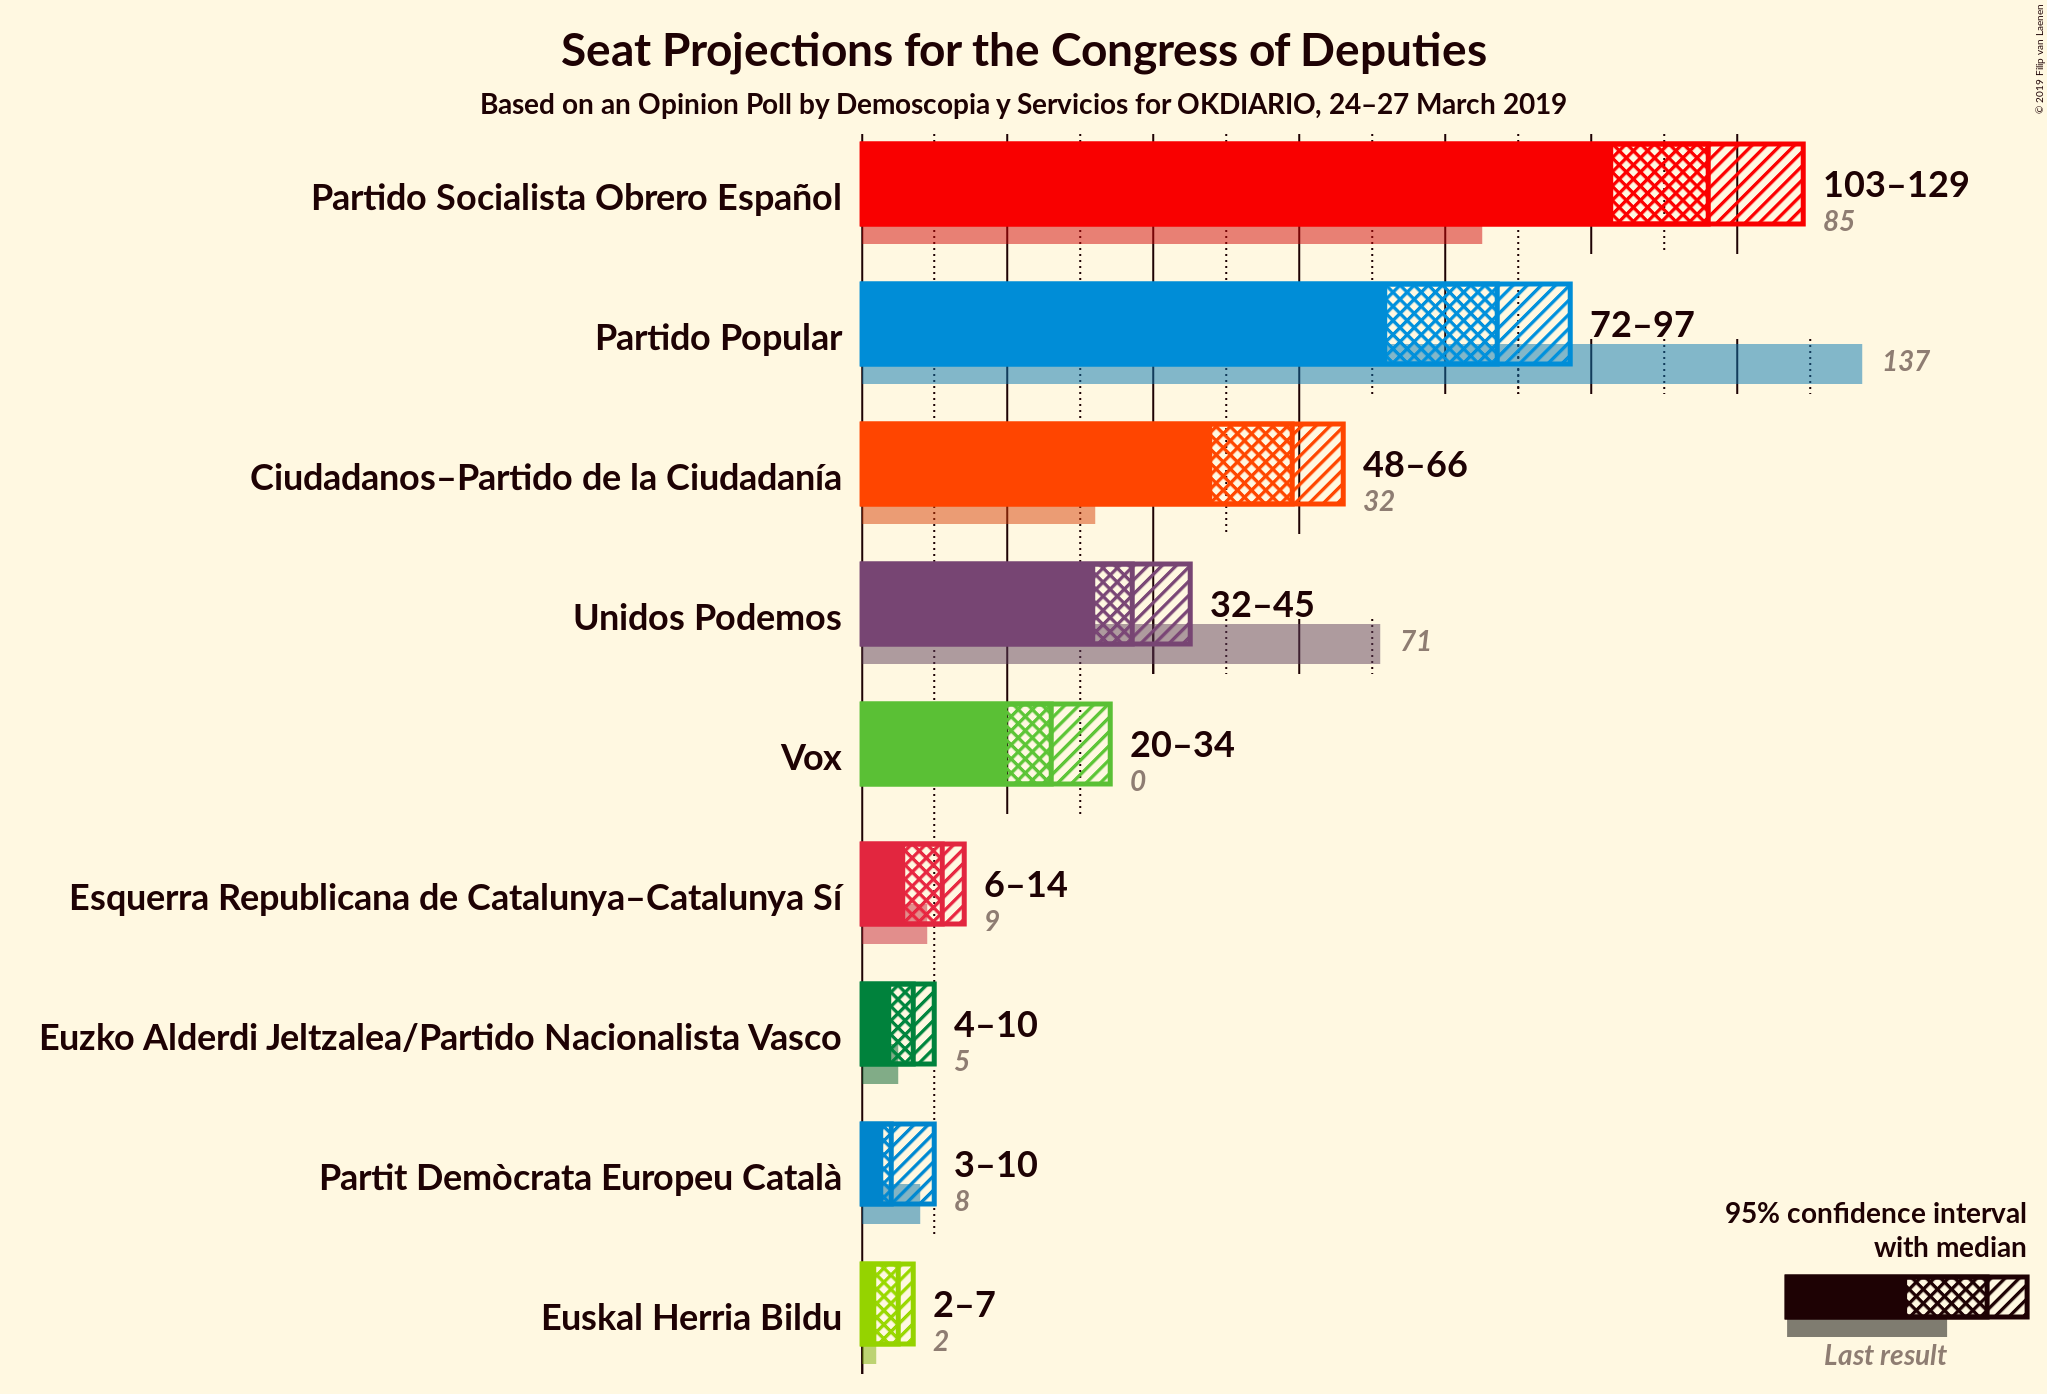 Seat Projections for the Congress of Deputies
Based on an Opinion Poll by Demoscopia y Servicios for OKDIARIO, 24–27 March 2019
© 2019 Filip van Laenen
Partido Socialista Obrero Español
103–129
85
Partido Popular
72–97
137
Ciudadanos–Partido de la Ciudadanía
48–66
32
Unidos Podemos
32–45
71
Vox
20–34
0
Esquerra Republicana de Catalunya–Catalunya Sí
6–14
9
Euzko Alderdi Jeltzalea/Partido Nacionalista Vasco
4–10
5
Partit Demòcrata Europeu Català
3–10
8
Euskal Herria Bildu
2–7
2
95% confidence interval
with median
Last result